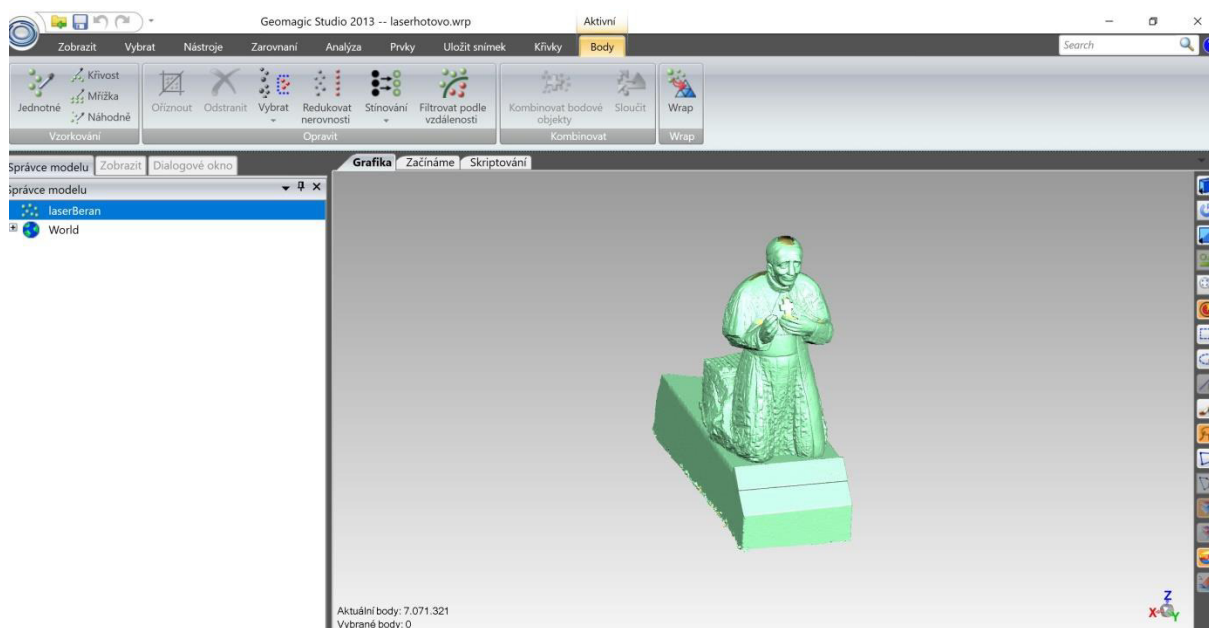 Geomagic Studio 2013 -- laserhotovo.wrp
Aktivní
Zobrazit Vybrat Nástroje Zarovnaní Analýza Prvky Uložit snímek Křivky Body
Search
Jednotné
Křivost
Mřížka
Náhodně
Vzorkování
Oříznout Odstranit Vybrat Redukovat nerovnosti Stínování Filtrovat podle vzdálenosti
Opravit
Kombinovat bodové objekty Sloučit
Kombinovat
Wrap
Wrap
Správce modelu Zobrazit Dialogové okno
Grafika Začínáme Skriptování
Správce modelu
laserBeran
World
Aktuální body: 7.071.321
Vybrané body: 0
Z
X Y